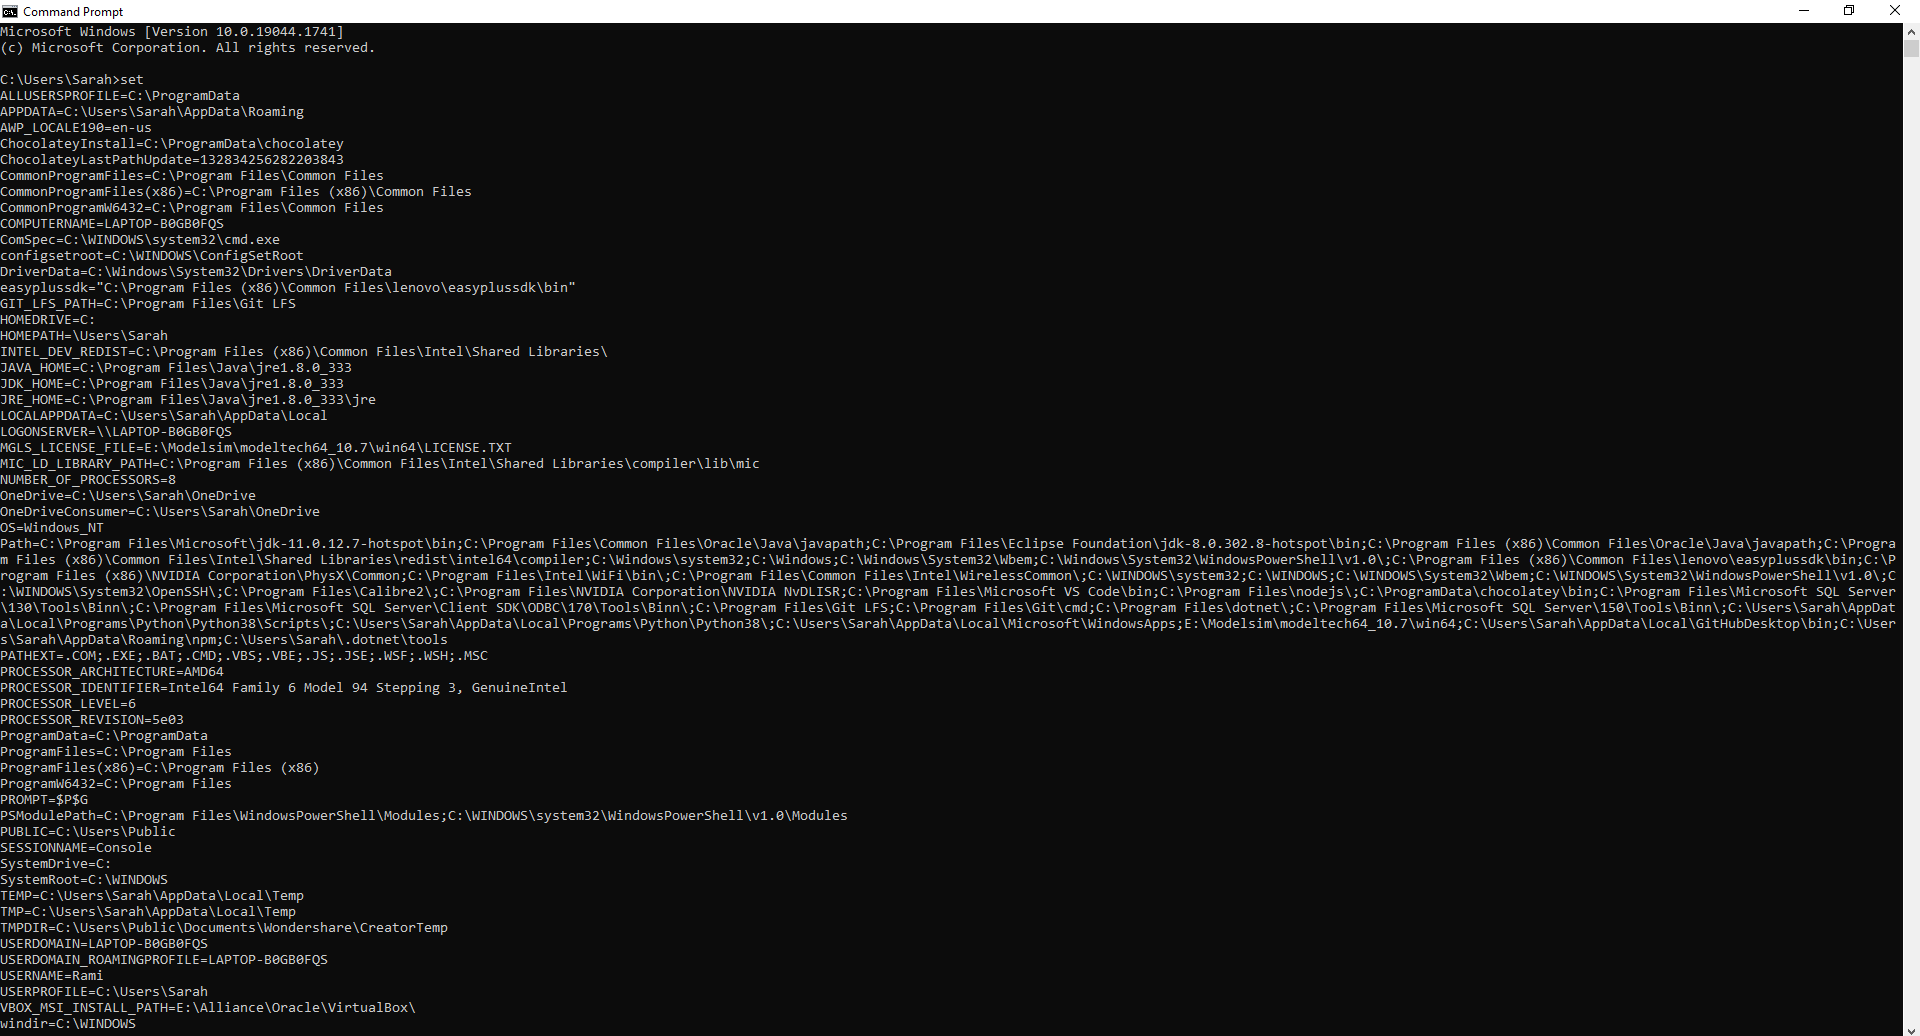 Command Prompt
Microsoft Windows [Version 10.0.19044.1741]
(c) Microsoft Corporation. All rights reserved.
C:\Users\Sarah>set
ALLUSERSPROFILE=C:\ProgramData
APPDATA=C:\Users\Sarah\AppData\Roaming
AWP_LOCALE190=en-us
ChocolateyInstall=C:\ProgramData\chocolatey
ChocolateyLastPathUpdate=132834256282203843
CommonProgramFiles=C:\Program Files\Common Files
CommonProgramFiles(x86)=C:\Program Files (x86)\Common Files
CommonProgramW6432=C:\Program Files\Common Files
COMPUTERNAME=LAPTOP-B0GB0FQS
ComSpec=C:\WINDOWS\system32\cmd.exe
configsetroot=C:\WINDOWS\ConfigSetRoot
DriverData=C:\Windows\System32\Drivers\DriverData
easyplussdk="C:\Program Files (x86)\Common Files\lenovo\easyplussdk\bin"
GIT_LFS_PATH=C:\Program Files\Git LFS
HOMEDRIVE=C:
HOMEPATH=\Users\Sarah
INTEL_DEV_REDIST=C:\Program Files (x86)\Common Files\Intel\Shared Libraries\
JAVA_HOME=C:\Program Files\Java\jre1.8.0_333
JDK_HOME=C:\Program Files\Java\jre1.8.0_333
JRE_HOME=C:\Program Files\Java\jre1.8.0_333\jre
LOCALAPPDATA=C:\Users\Sarah\AppData\Local
LOGONSERVER=\\LAPTOP-B0GB0FQS
MGLS_LICENSE_FILE=E:\Modelsim\modeltech64_10.7\win64\LICENSE.TXT
MIC_LD_LIBRARY_PATH=C:\Program Files (x86)\Common Files\Intel\Shared Libraries\compiler\lib\mic
NUMBER_OF_PROCESSORS=8
OneDrive=C:\Users\Sarah\OneDrive
OneDriveConsumer=C:\Users\Sarah\OneDrive
OS=Windows_NT
Path=C:\Program Files\Microsoft\jdk-11.0.12.7-hotspot\bin;C:\Program Files\Common Files\Oracle\Java\javapath;C:\Program Files\Eclipse Foundation\jdk-8.0.302.8-hotspot\bin;C:\Program Files (x86)\Common Files\Oracle\Java\javapath;C:\Progra
m Files (x86)\Common Files\Intel\Shared Libraries\redist\intel64\compiler;C:\Windows\system32;C:\Windows;C:\Windows\System32\Wbem;C:\Windows\System32\WindowsPowerShell\v1.0\;C:\Program Files (x86)\Common Files\lenovo\easyplussdk\bin;C:\P
rogram Files (x86)\NVIDIA Corporation\PhysX\Common;C:\Program Files\Intel\WiFi\bin\;C:\Program Files\Common Files\Intel\WirelessCommon\;C:\WINDOWS\system32;C:\WINDOWS;C:\WINDOWS\System32\Wbem;C:\WINDOWS\System32\WindowsPowerShell\v1.0\;C
:\WINDOWS\System32\OpenSSH\;C:\Program Files\Calibre2\;C:\Program Files\NVIDIA Corporation\NVIDIA NvDLISR;C:\Program Files\Microsoft VS Code\bin;C:\Program Files\nodejs\;C:\ProgramData\chocolatey\bin;C:\Program Files\Microsoft SQL Server
\130\Tools\Binn\;C:\Program Files\Microsoft SQL Server\Client SDK\ODBC\170\Tools\Binn\;C:\Program Files\Git LFS;C:\Program Files\Git\cmd;C:\Program Files\dotnet\;C:\Program Files\Microsoft SQL Server\150\Tools\Binn\;C:\Users\Sarah\AppDat
a\Local\Programs\Python\Python38\Scripts\;C:\Users\Sarah\AppData\Local\Programs\Python\Python38\;C:\Users\Sarah\AppData\Local\Microsoft\WindowsApps;E:\Modelsim\modeltech64_10.7\win64;C:\Users\Sarah\AppData\Local\GitHubDesktop\bin;C:\User
s\Sarah\AppData\Roaming\npm;C:\Users\Sarah\.dotnet\tools
PATHEXT=.COM;.EXE;.BAT;.CMD;.VBS;.VBE;.JS;.JSE;.WSF;.WSH;.MSC
PROCESSOR_ARCHITECTURE=AMD64
PROCESSOR_IDENTIFIER=Intel64 Family 6 Model 94 Stepping 3, GenuineIntel
PROCESSOR_LEVEL=6
PROCESSOR_REVISION=5e03
ProgramData=C:\ProgramData
ProgramFiles=C:\Program Files
ProgramFiles(x86)=C:\Program Files (x86)
ProgramW6432=C:\Program Files
PROMPT=$P$G
PSModulePath=C:\Program Files\WindowsPowerShell\Modules;C:\WINDOWS\system32\WindowsPowerShell\v1.0\Modules
PUBLIC=C:\Users\Public
SESSIONNAME=Console
SystemDrive=C:
SystemRoot=C:\WINDOWS
TEMP=C:\Users\Sarah\AppData\Local\Temp
TMP=C:\Users\Sarah\AppData\Local\Temp
TMPDIR=C:\Users\Public\Documents\Wondershare\CreatorTemp
USERDOMAIN=LAPTOP-B0GB0FQS
USERDOMAIN_ROAMINGPROFILE=LAPTOP-B0GB0FQS
USERNAME=Rami
USERPROFILE=C:\Users\Sarah
VBOX_MSI_INSTALL_PATH=E:\Alliance\Oracle\VirtualBox\
windir=C:\WINDOWS